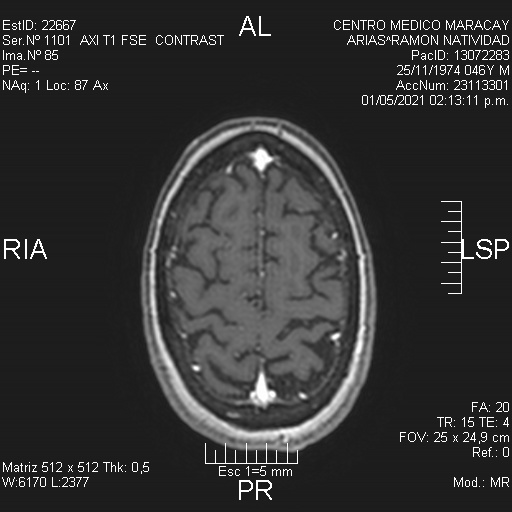 EstID: 22667
Ser.Nº 1101 AXI T1 FSE CONTRAST
Ima.Nº 85
PE= --
NAq: 1 Loc: 87 Ax
AL
CENTRO MEDICO MARACAY
ARIAS^RAMON NATIVIDAD
PacID: 13072283
25/11/1974 046Y M
AccNum: 23113301
01/05/2021 02:13:11 p.m.
RIA
LSP
FA: 20
TR: 15 TE: 4
FOV: 25 x 24,9 cm
Ref.: 0
Matriz 512 x 512 Thk: 0,5
W:6170 L:2377
Esc 1=5 mm
PR
Mod.: MR